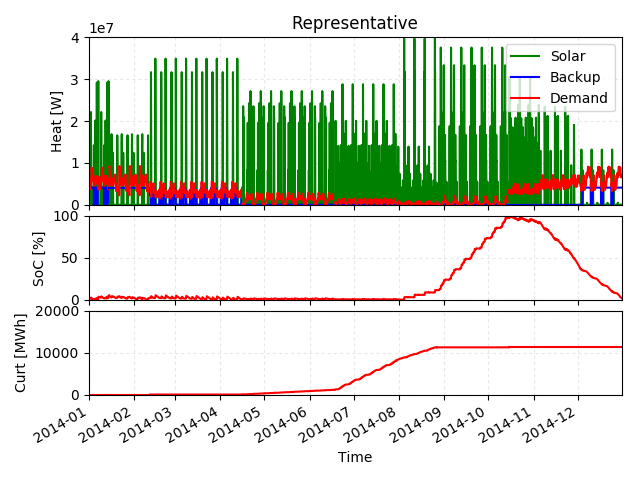 Representative
1e7
4
3
2
1
0
Heat [W]
Solar
Backup
Demand
100
50
0
SoC [%]
20000
10000
0
Curt [MWh]
2014-01
2014-02
2014-03
2014-04
2014-05
2014-06
2014-07
2014-08
2014-09
2014-10
2014-11
2014-12
Time